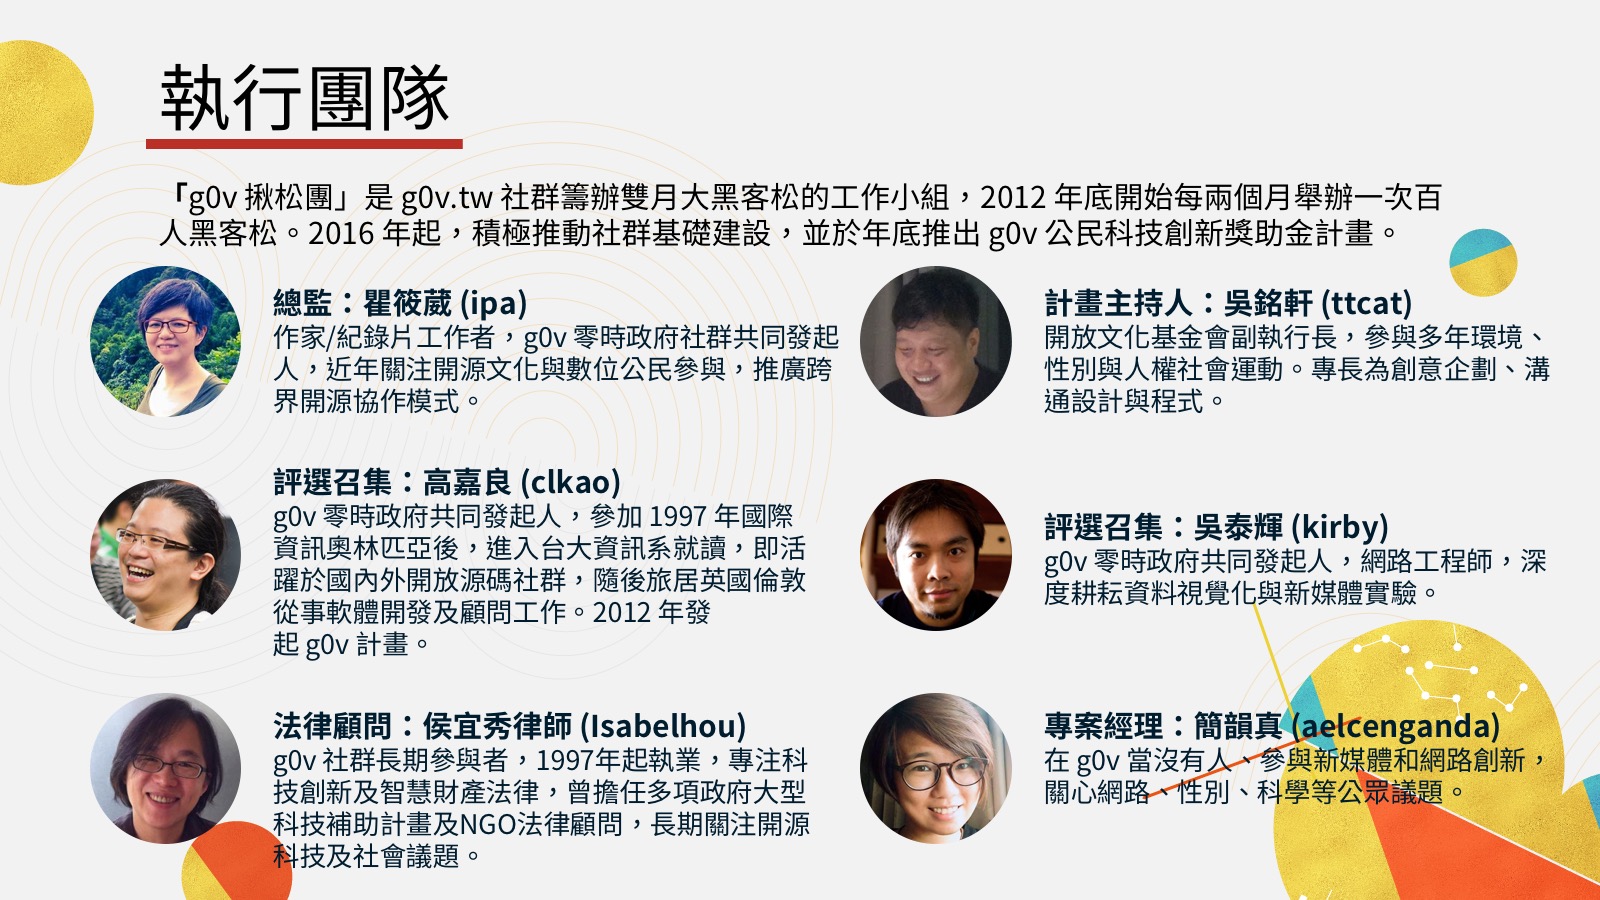 執行團隊
「g0v 揪松團」是 g0v.tw 社群籌辦雙月大黑客松的工作小組，2012 年底開始每兩個月舉辦一次百
人黑客松。2016 年起，積極推動社群基礎建設，並於年底推出 g0v 公民科技創新獎助金計畫。
總監：瞿筱葳 (ipa)
作家/紀錄片工作者，g0v 零時政府社群共同發起
人，近年關注開源文化與數位公民參與，推廣跨
界開源協作模式。
計畫主持人：吳銘軒 (ttcat)
開放文化基金會副執行長，參與多年環境、
性別與人權社會運動。專長為創意企劃、溝
通設計與程式。
評選召集：高嘉良 (clkao)
g0v 零時政府共同發起人，參加 1997 年國際
資訊奧林匹亞後，進入台大資訊系就讀，即活
躍於國內外開放源碼社群，隨後旅居英國倫敦
從事軟體開發及顧問工作。2012 年發
起 g0v 計畫。
評選召集：吳泰輝 (kirby)
g0v 零時政府共同發起人，網路工程師，深
度耕耘資料視覺化與新媒體實驗。
法律顧問：侯宜秀律師 (Isabelhou)
g0v 社群長期參與者，1997年起執業，專注科
技創新及智慧財產法律，曾擔任多項政府大型
科技補助計畫及NGO法律顧問，長期關注開源
科技及社會議題。
專案經理：簡韻真 (aelcenganda)
在 g0v 當沒有人、參與新媒體和網路創新，
關心網路、性別、科學等公眾議題。